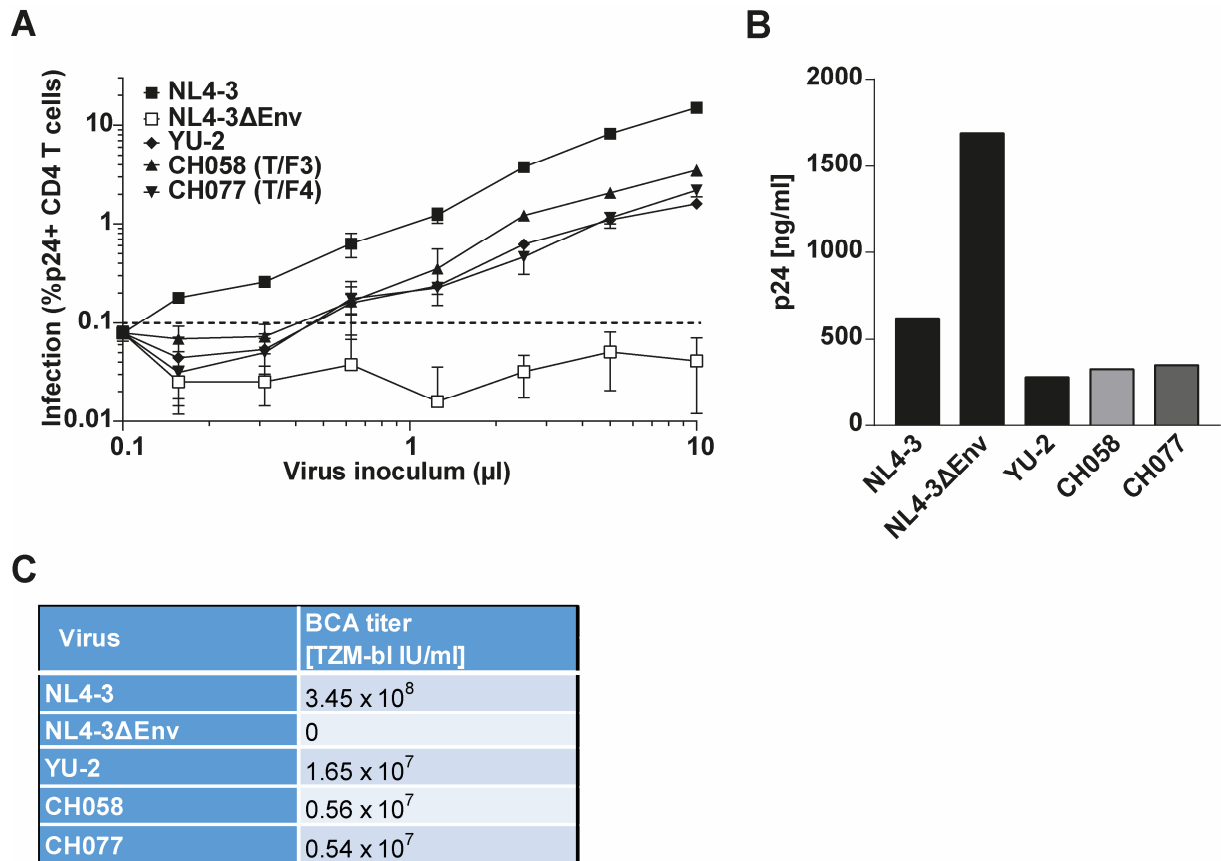 A
Infection (%p24+ CD4 T cells)
10
1
0.1
0.01
NL4-3
NL4-3ΔEnv
YU-2
CH058 (T/F3)
CH077 (T/F4)
0.1
1
10
Virus inoculum (µl)
B
p24 [ng/ml]
2000
1500
1000
500
0
NL4-3
NL4-3ΔEnv
YU-2
CH058
CH077
C
Virus
BCA titer
[TZM-bl IU/ml]
NL4-3
3.45 x 10⁸
NL4-3ΔEnv
0
YU-2
1.65 x 10⁷
CH058
0.56 x 10⁷
CH077
0.54 x 10⁷